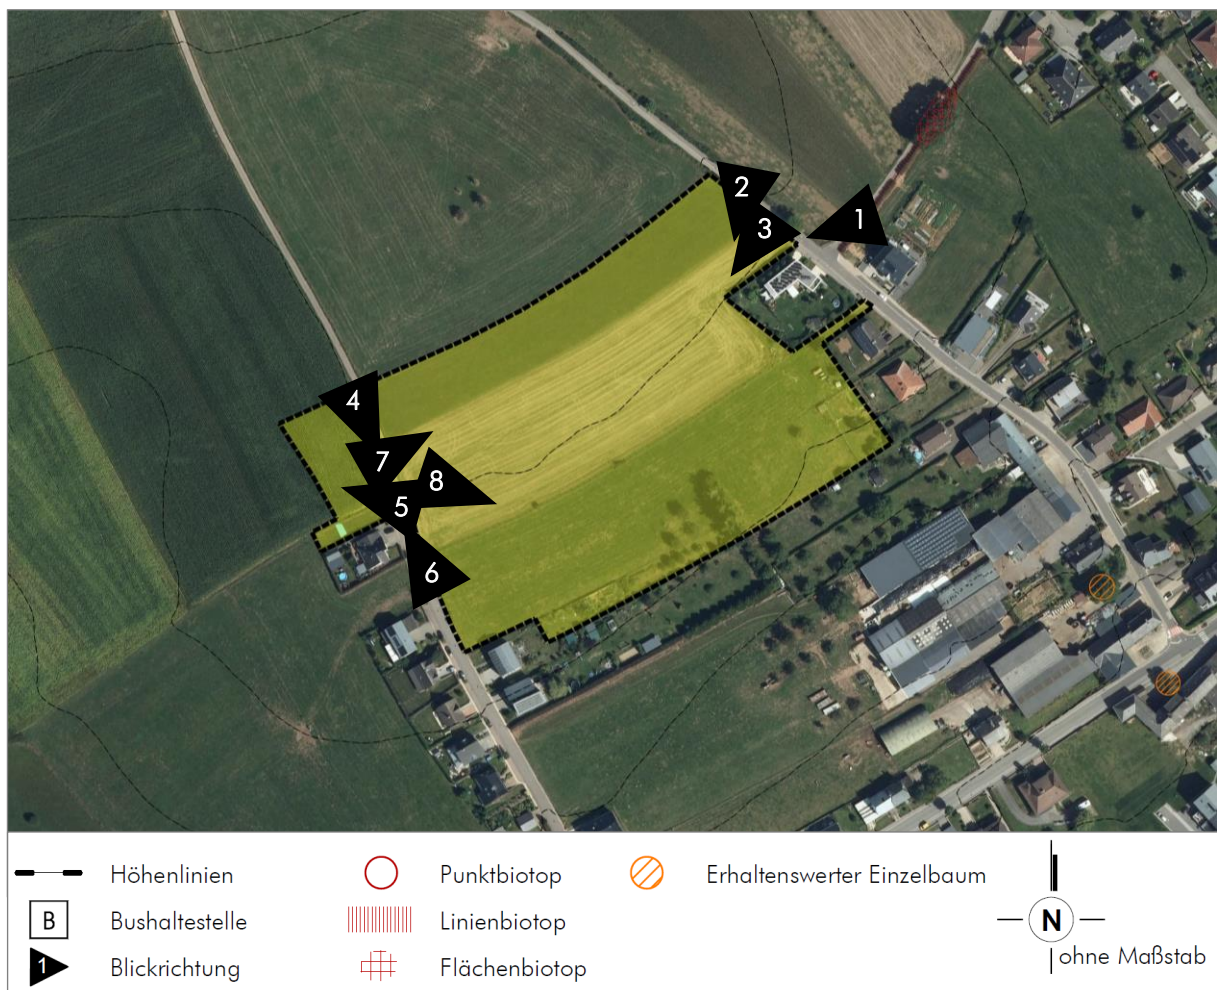 2
1
3
4
7
8
5
6
Höhenlinien
Punktbiotop
Erhaltenswerter Einzelbaum
B
Bushaltestelle
Linienbiotop
N
1
Blickrichtung
Flächenbiotop
ohne Maßstab